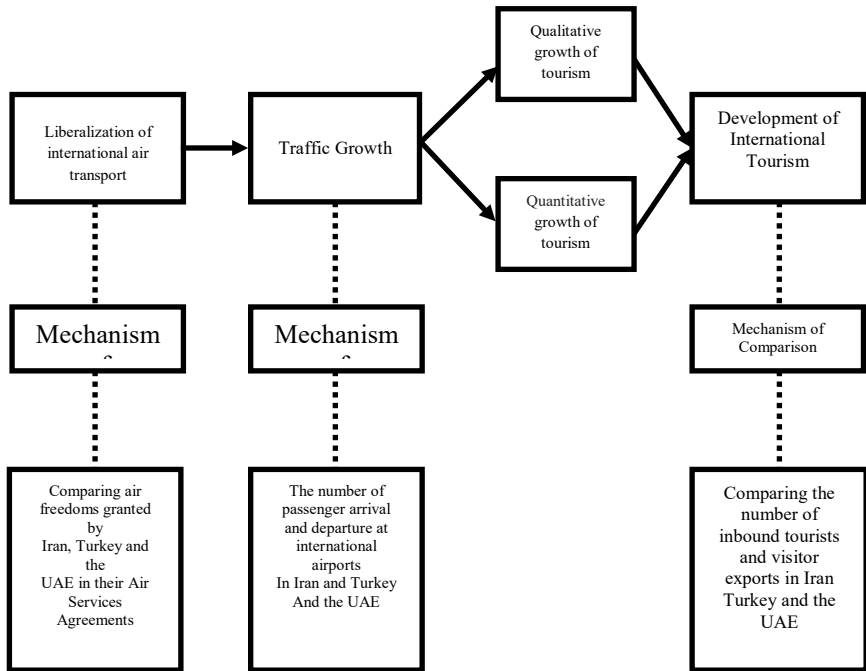 Qualitative
growth of
tourism
Liberalization of
international air
transport
Traffic Growth
Development of
International
Tourism
Quantitative
growth of
tourism
Mechanism
Mechanism
Mechanism of
Comparison
Comparing air
freedoms granted
by
Iran, Turkey and
the
UAE in their Air
Services
Agreements
The number of
passenger arrival
and departure at
international
airports
In Iran and Turkey
And the UAE
Comparing the
number of
inbound tourists
and visitor
exports in Iran
Turkey and the
UAE